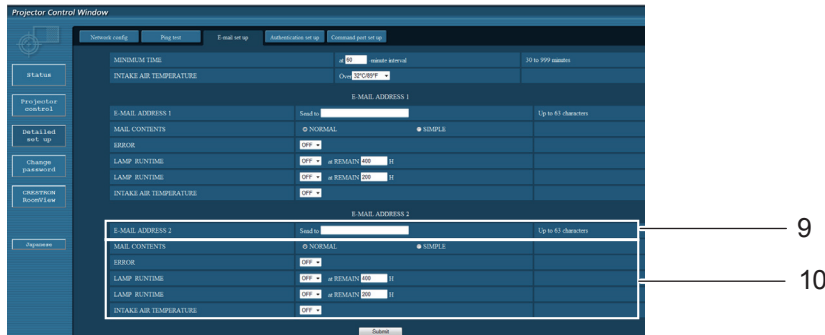 Projector Control Window
Network config Ping test E-mail set up Authentication set up Command port set up
MINIMUM TIME at 60 minute interval 30 to 999 minutes
INTAKE AIR TEMPERATURE Over 32°C/89°F
E-MAIL ADDRESS 1
E-MAIL ADDRESS 1 Send to Up to 63 characters
MAIL CONTENTS NORMAL SIMPLE
ERROR OFF
LAMP RUNTIME OFF at REMAIN 400 H
LAMP RUNTIME OFF at REMAIN 200 H
INTAKE AIR TEMPERATURE OFF
E-MAIL ADDRESS 2
E-MAIL ADDRESS 2 Send to Up to 63 characters
MAIL CONTENTS NORMAL SIMPLE
ERROR OFF
LAMP RUNTIME OFF at REMAIN 400 H
LAMP RUNTIME OFF at REMAIN 200 H
INTAKE AIR TEMPERATURE OFF
Submit
Status
Projector
control
Detailed
set up
Change
password
CRESTRON
RoomView
Japanese
9
10